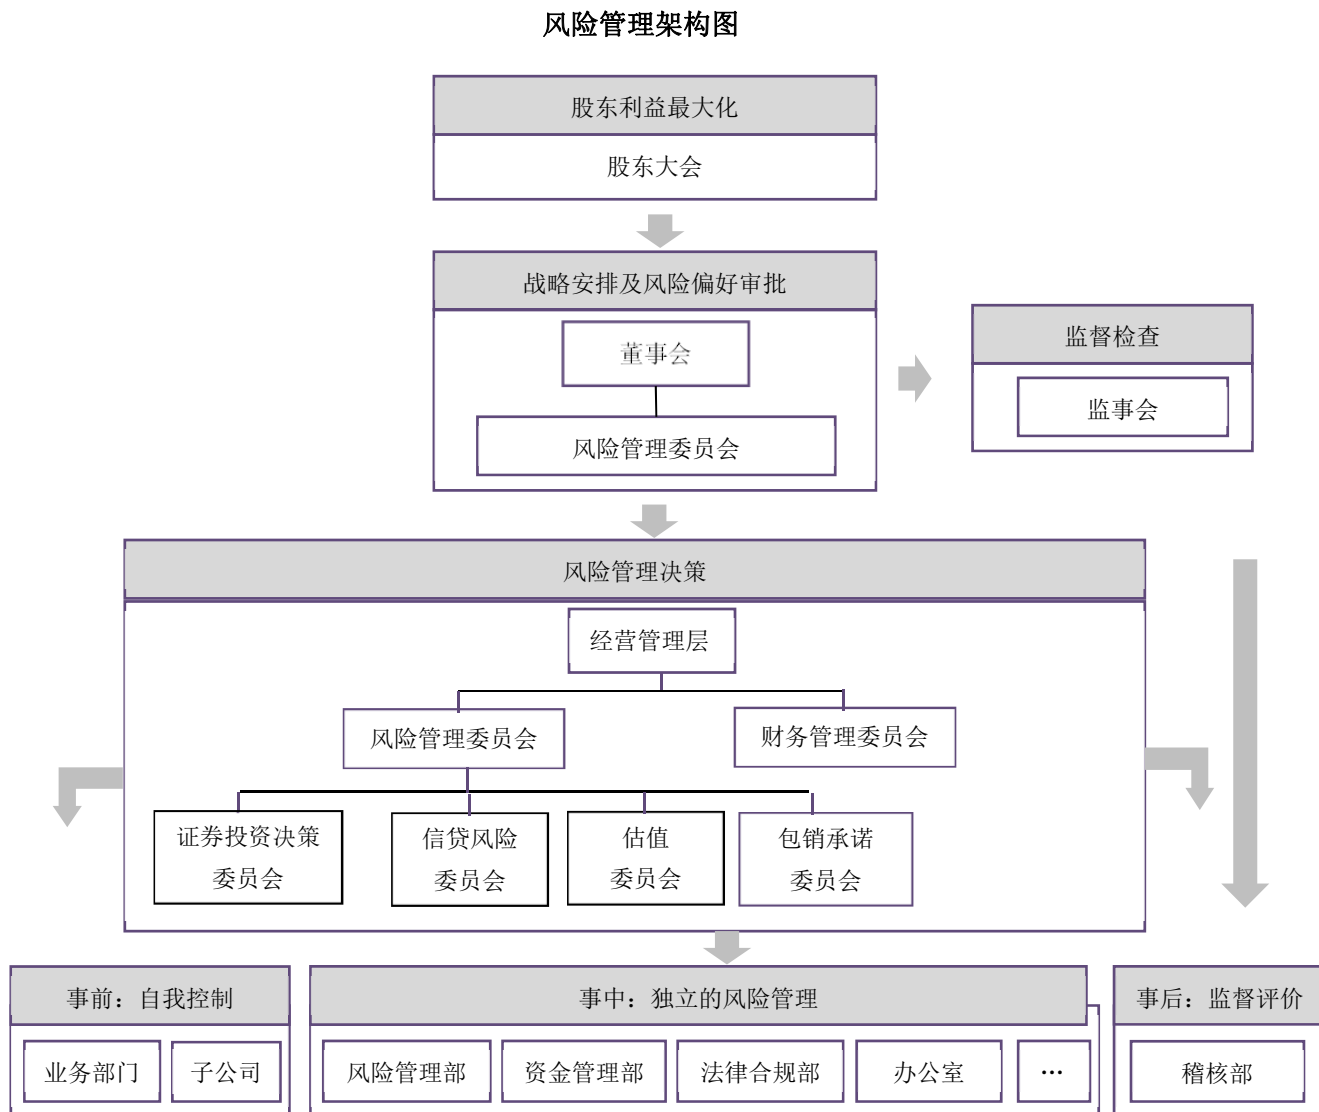 风险管理架构图
股东利益最大化
股东大会
战略安排及风险偏好审批
董事会
风险管理委员会
监督检查
监事会
风险管理决策
经营管理层
风险管理委员会
财务管理委员会
证券投资决策
委员会
信贷风险
委员会
估值
委员会
包销承诺
委员会
事前：自我控制
业务部门
子公司
事中：独立的风险管理
风险管理部
资金管理部
法律合规部
办公室
…
事后：监督评价
稽核部